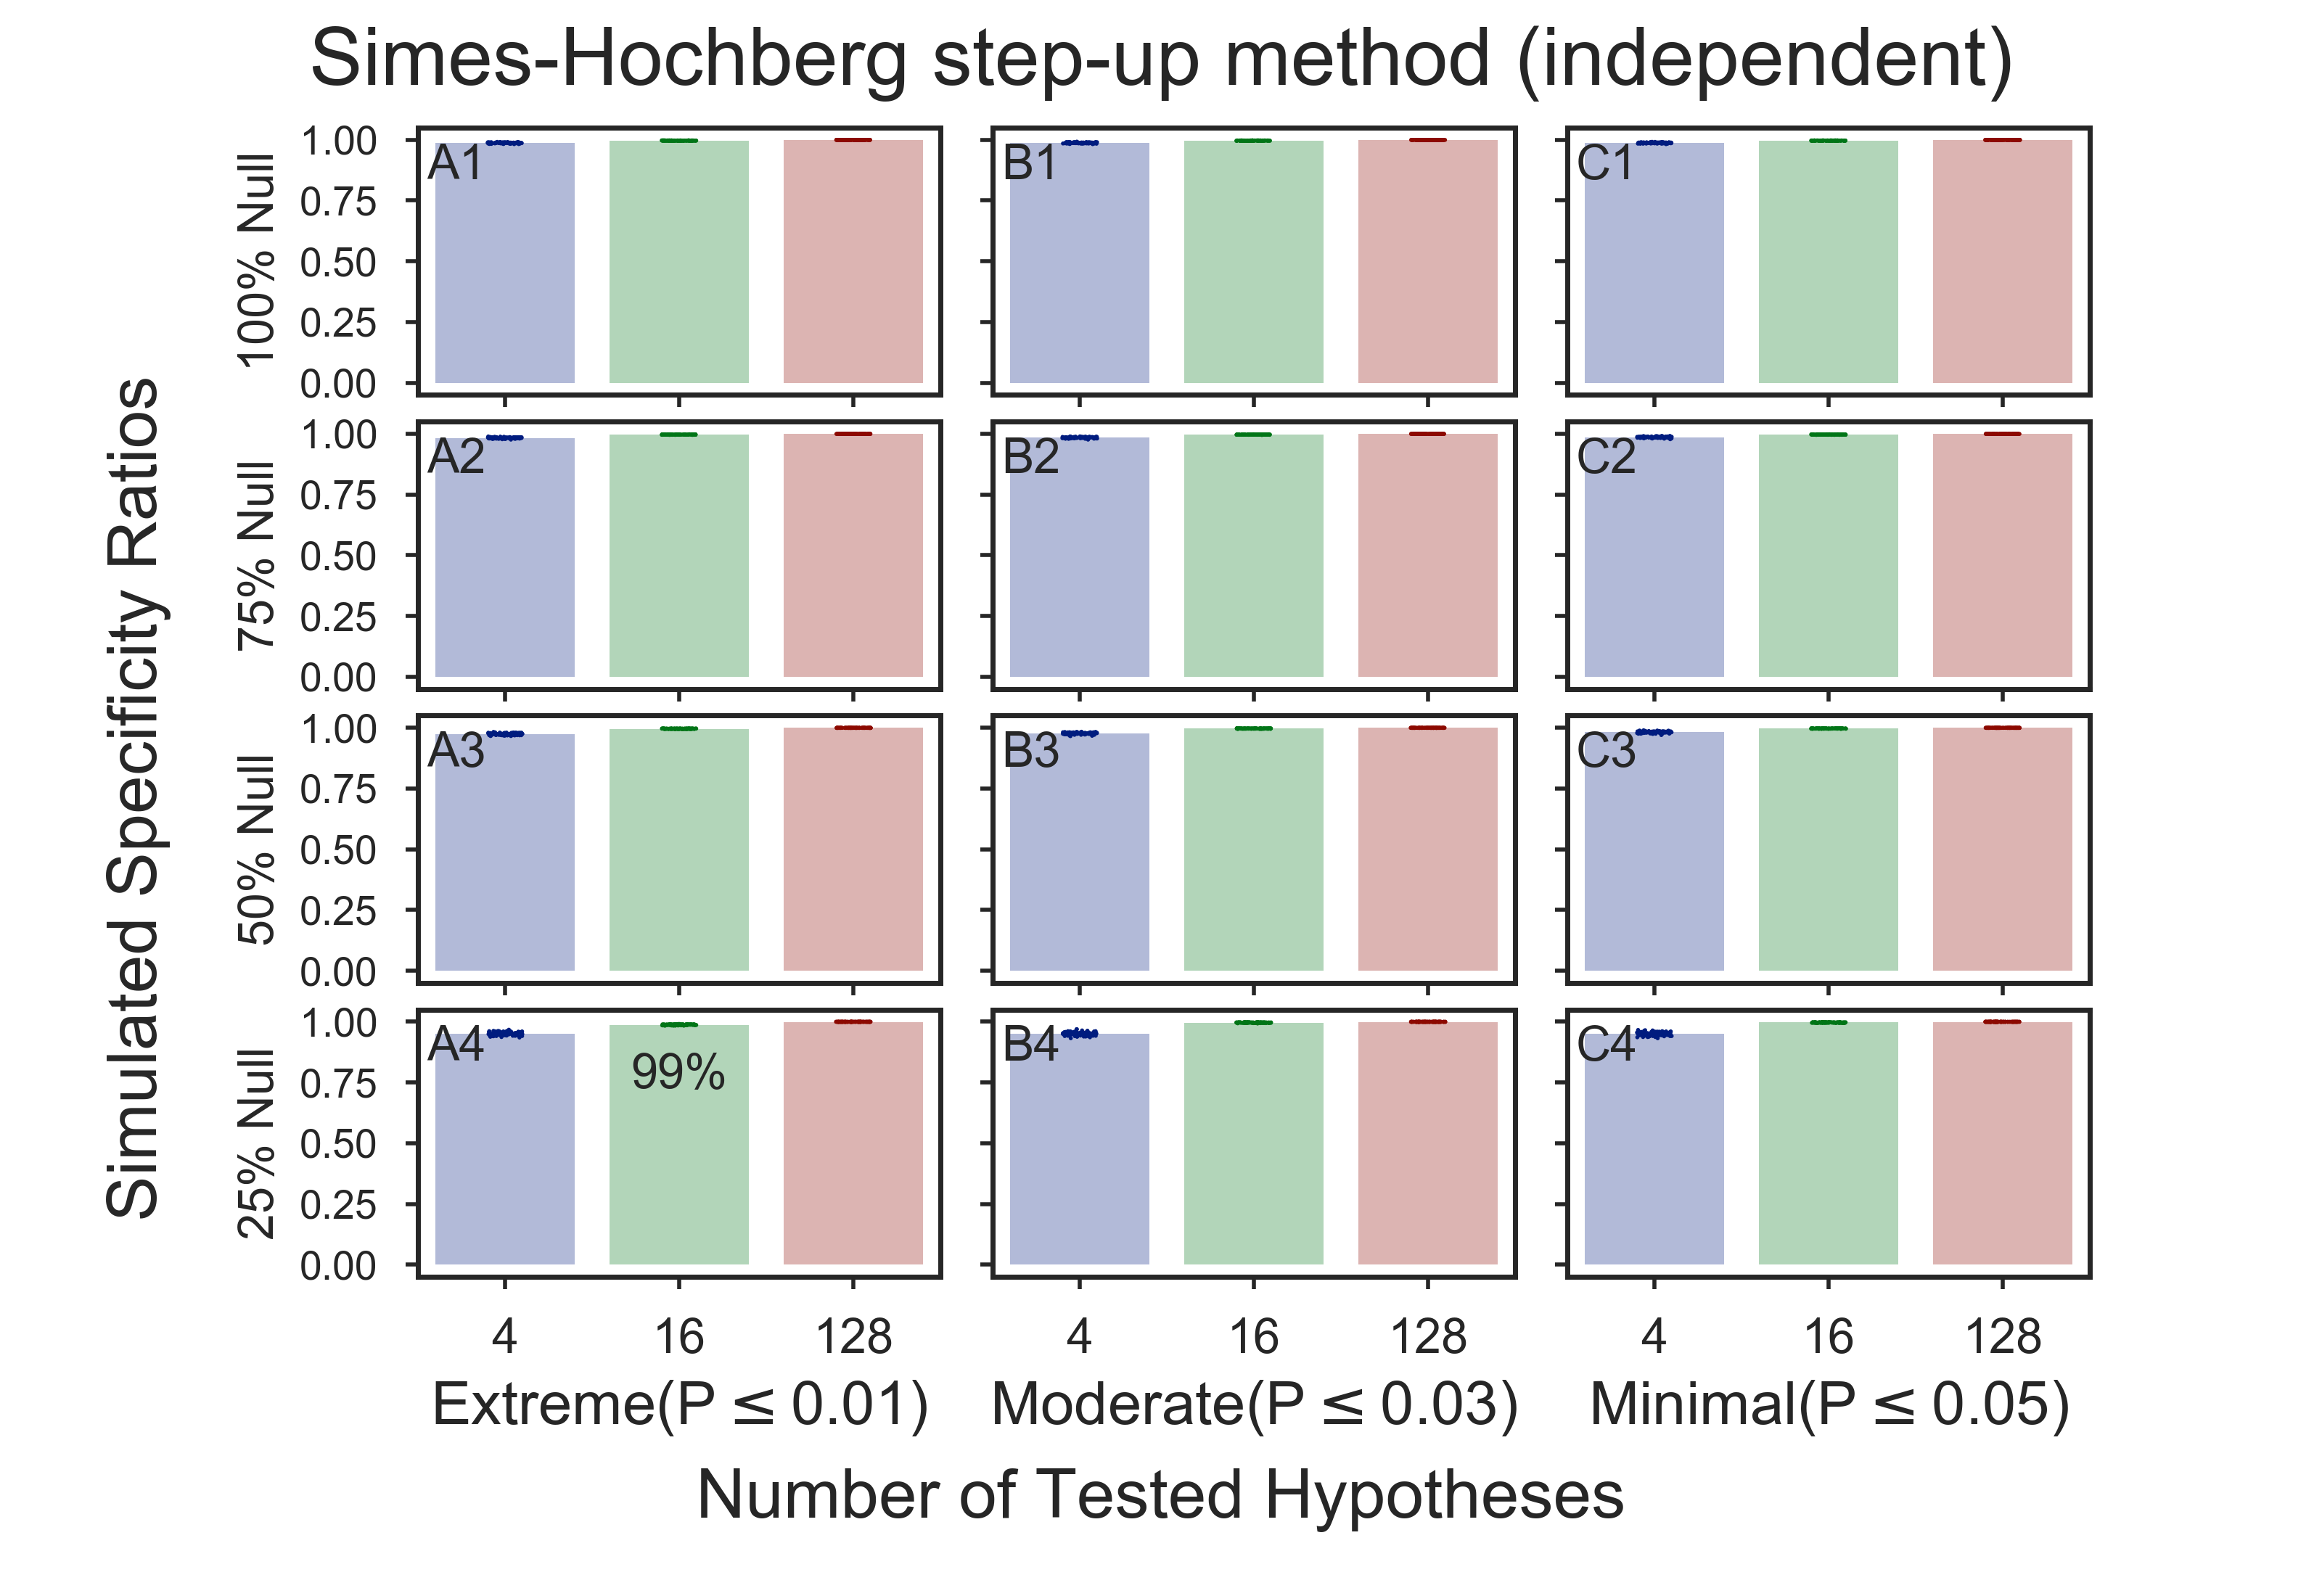 Simes-Hochberg step-up method (independent)
Simulated Specificity Ratios
100% Null
1.00
0.75
0.50
0.25
0.00
A1
B1
C1
75% Null
1.00
0.75
0.50
0.25
0.00
A2
B2
C2
50% Null
1.00
0.75
0.50
0.25
0.00
A3
B3
C3
25% Null
1.00
0.75
0.50
0.25
0.00
A4
99%
B4
C4
4 16 128 4 16 128 4 16 128
Extreme(P ≤ 0.01) Moderate(P ≤ 0.03) Minimal(P ≤ 0.05)
Number of Tested Hypotheses